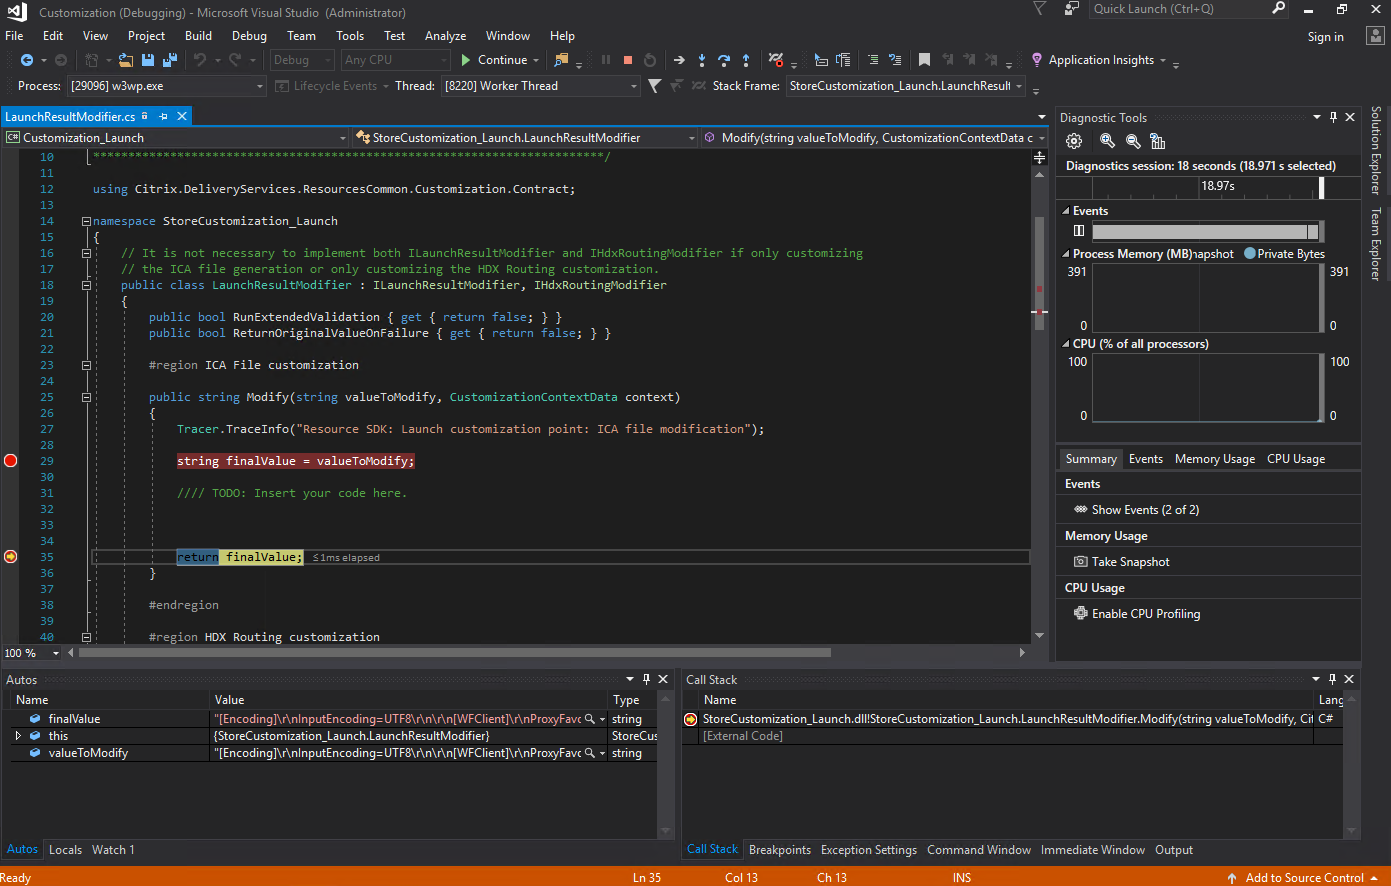 Customization (Debugging) - Microsoft Visual Studio (Administrator)
Quick Launch (Ctrl+Q)
File Edit View Project Build Debug Team Tools Test Analyze Window Help
Sign in
Debug Any CPU Continue Application Insights
Process: [29096] w3wp.exe Lifecycle Events Thread: [8220] Worker Thread Stack Frame: StoreCustomization_Launch.LaunchResult
LaunchResultModifier.cs
Customization_Launch StoreCustomization_Launch.LaunchResultModifier Modify(string valueToModify, CustomizationContextData c
10 *************************************************************************/
11
12 using Citrix.DeliveryServices.ResourcesCommon.Customization.Contract;
13
14 namespace StoreCustomization_Launch
15 {
16 // It is not necessary to implement both ILaunchResultModifier and IHdxRoutingModifier if only customizing
17 // the ICA file generation or only customizing the HDX Routing customization.
18 public class LaunchResultModifier : ILaunchResultModifier, IHdxRoutingModifier
19 {
20 public bool RunExtendedValidation { get { return false; } }
21 public bool ReturnOriginalValueOnFailure { get { return false; } }
22
23 #region ICA File customization
24
25 public string Modify(string valueToModify, CustomizationContextData context)
26 {
27 Tracer.TraceInfo("Resource SDK: Launch customization point: ICA file modification");
28
29 string finalValue = valueToModify;
30
31 //// TODO: Insert your code here.
32
33
34
35 return finalValue; ≤1ms elapsed
36 }
37
38 #endregion
39
40 #region HDX Routing customization
100 %
Diagnostic Tools
Diagnostics session: 18 seconds (18.971 s selected)
18.97s
Events
Process Memory (MB) napshot Private Bytes
391 391
0 0
CPU (% of all processors)
100 100
0 0
Summary Events Memory Usage CPU Usage
Events
Show Events (2 of 2)
Memory Usage
Take Snapshot
CPU Usage
Enable CPU Profiling
Solution Explorer
Team Explorer
Autos
Name Value Type
finalValue "[Encoding]\r\nInputEncoding=UTF8\r\n\r\n[WFClient]\r\nProxyFavo string
this {StoreCustomization_Launch.LaunchResultModifier} StoreCus
valueToModify "[Encoding]\r\nInputEncoding=UTF8\r\n\r\n[WFClient]\r\nProxyFavo string
Autos Locals Watch 1
Call Stack
Name Lang
StoreCustomization_Launch.dll!StoreCustomization_Launch.LaunchResultModifier.Modify(string valueToModify, Cit C#
[External Code]
Call Stack Breakpoints Exception Settings Command Window Immediate Window Output
Ready Ln 35 Col 13 Ch 13 INS Add to Source Control